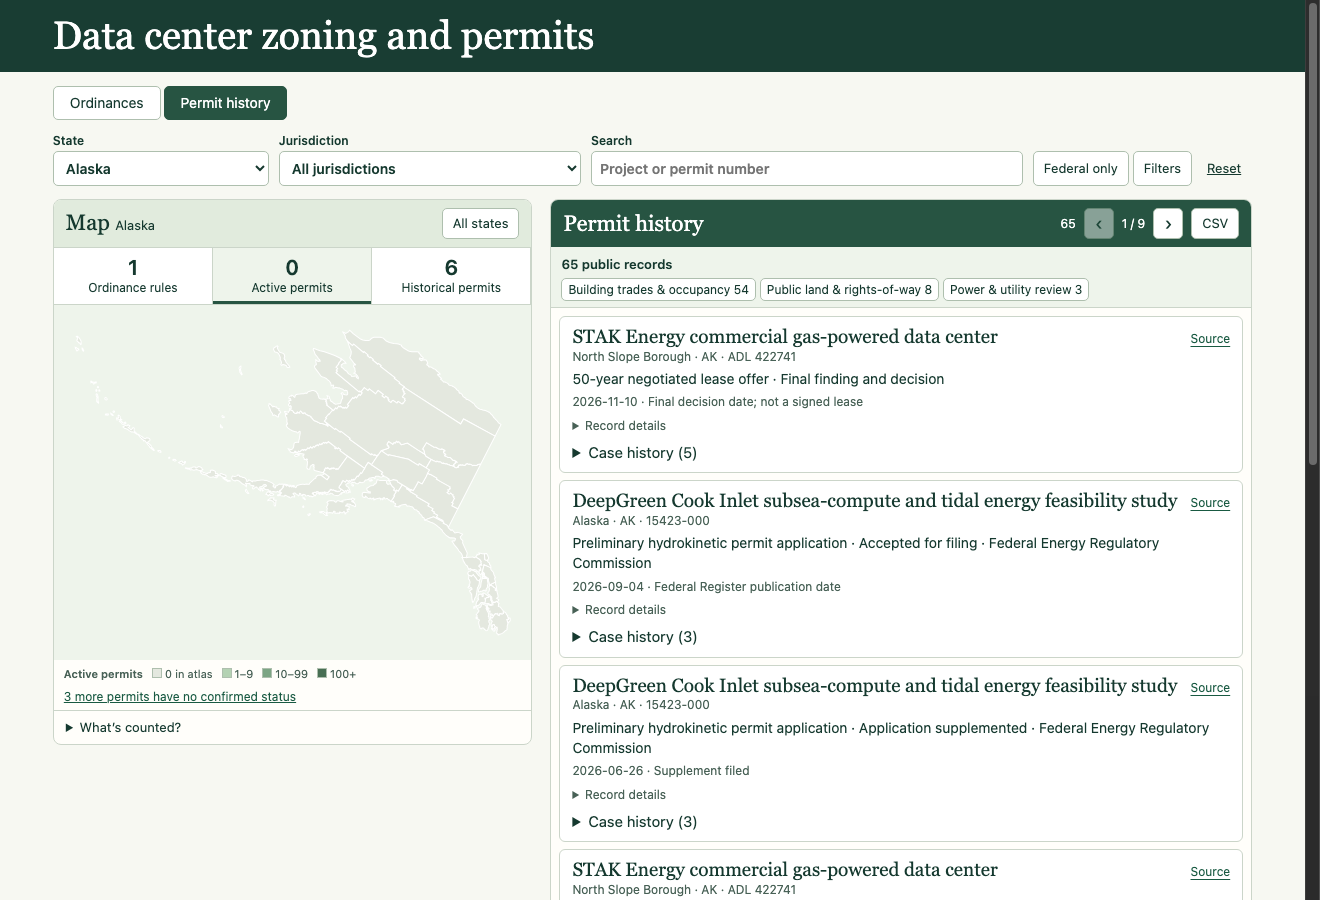 Data center zoning and permits
Ordinances
Permit history
State
Jurisdiction
Search
Alaska
All jurisdictions
Project or permit number
Federal only
Filters
Reset
Map Alaska
All states
1
Ordinance rules
0
Active permits
6
Historical permits
Active permits 0 in atlas 1–9 10–99 100+
3 more permits have no confirmed status
What's counted?
Permit history
65 ‹ 1 / 9 › CSV
65 public records
Building trades & occupancy 54
Public land & rights-of-way 8
Power & utility review 3
STAK Energy commercial gas-powered data center
Source
North Slope Borough · AK · ADL 422741
50-year negotiated lease offer · Final finding and decision
2026-11-10 · Final decision date; not a signed lease
Record details
Case history (5)
DeepGreen Cook Inlet subsea-compute and tidal energy feasibility study
Source
Alaska · AK · 15423-000
Preliminary hydrokinetic permit application · Accepted for filing · Federal Energy Regulatory
Commission
2026-09-04 · Federal Register publication date
Record details
Case history (3)
DeepGreen Cook Inlet subsea-compute and tidal energy feasibility study
Source
Alaska · AK · 15423-000
Preliminary hydrokinetic permit application · Application supplemented · Federal Energy Regulatory
Commission
2026-06-26 · Supplement filed
Record details
Case history (3)
STAK Energy commercial gas-powered data center
Source
North Slope Borough · AK · ADL 422741